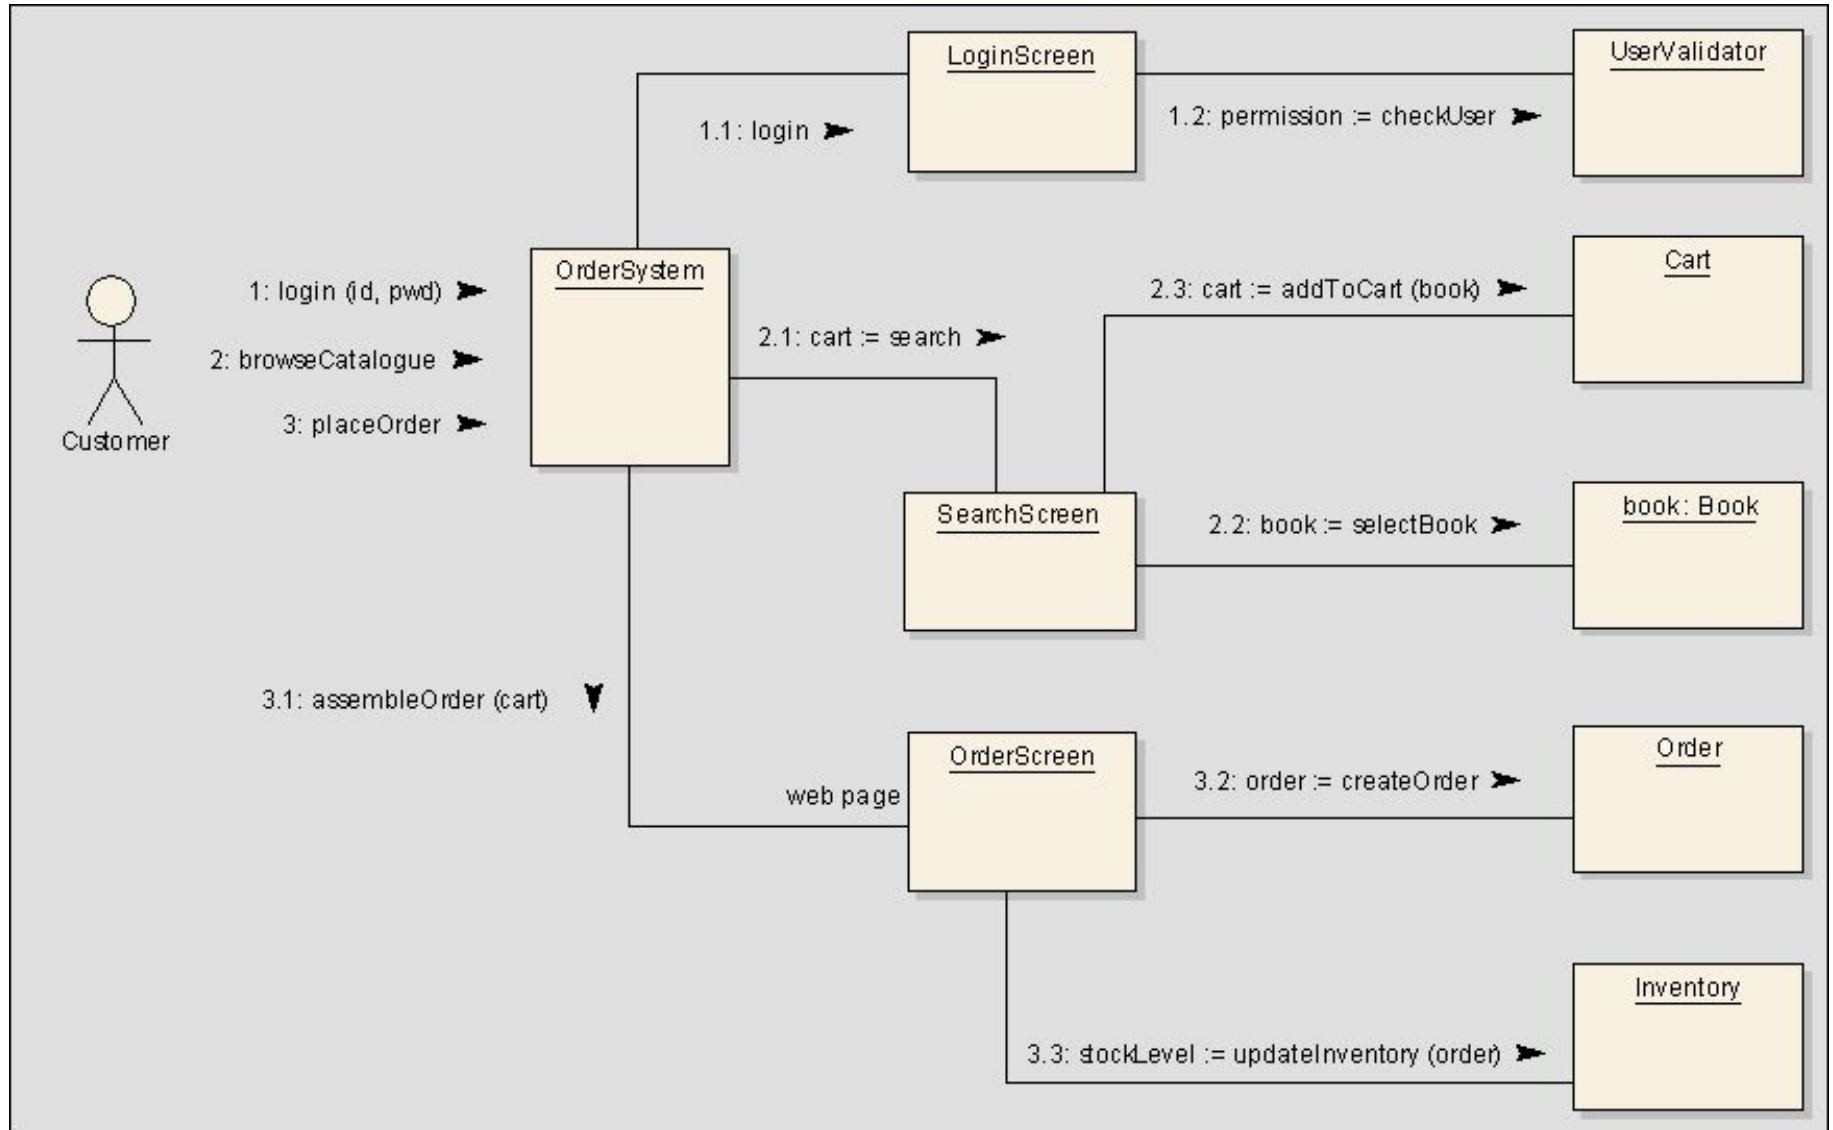 LoginScreen
UserValidator
1.1: login
1.2: permission := checkUser
OrderSystem
Cart
1: login (id, pwd)
2.3: cart := addToCart (book)
2.1: cart := search
2: browseCatalogue
3: placeOrder
Customer
SearchScreen
book: Book
2.2: book := selectBook
3.1: assembleOrder (cart)
OrderScreen
Order
web page
3.2: order := createOrder
Inventory
3.3: stockLevel := updateInventory (order)